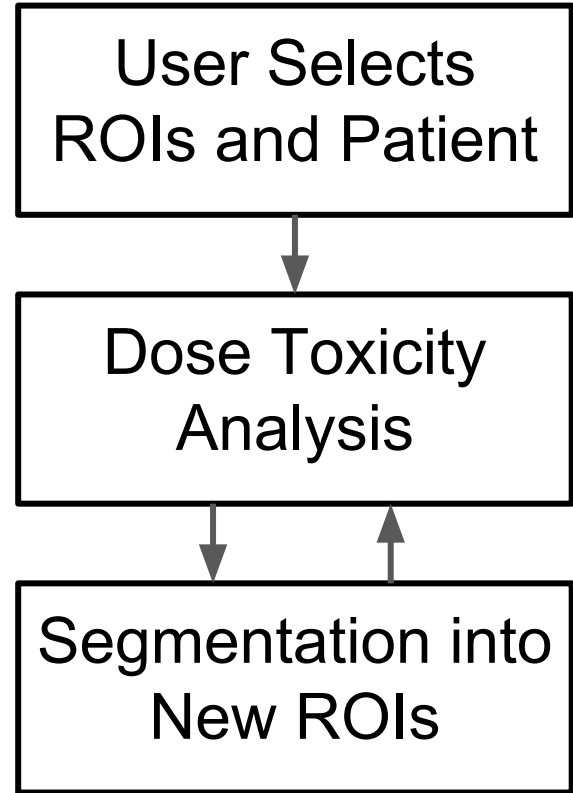 User Selects
ROIs and Patient
Dose Toxicity
Analysis
Segmentation into
New ROIs